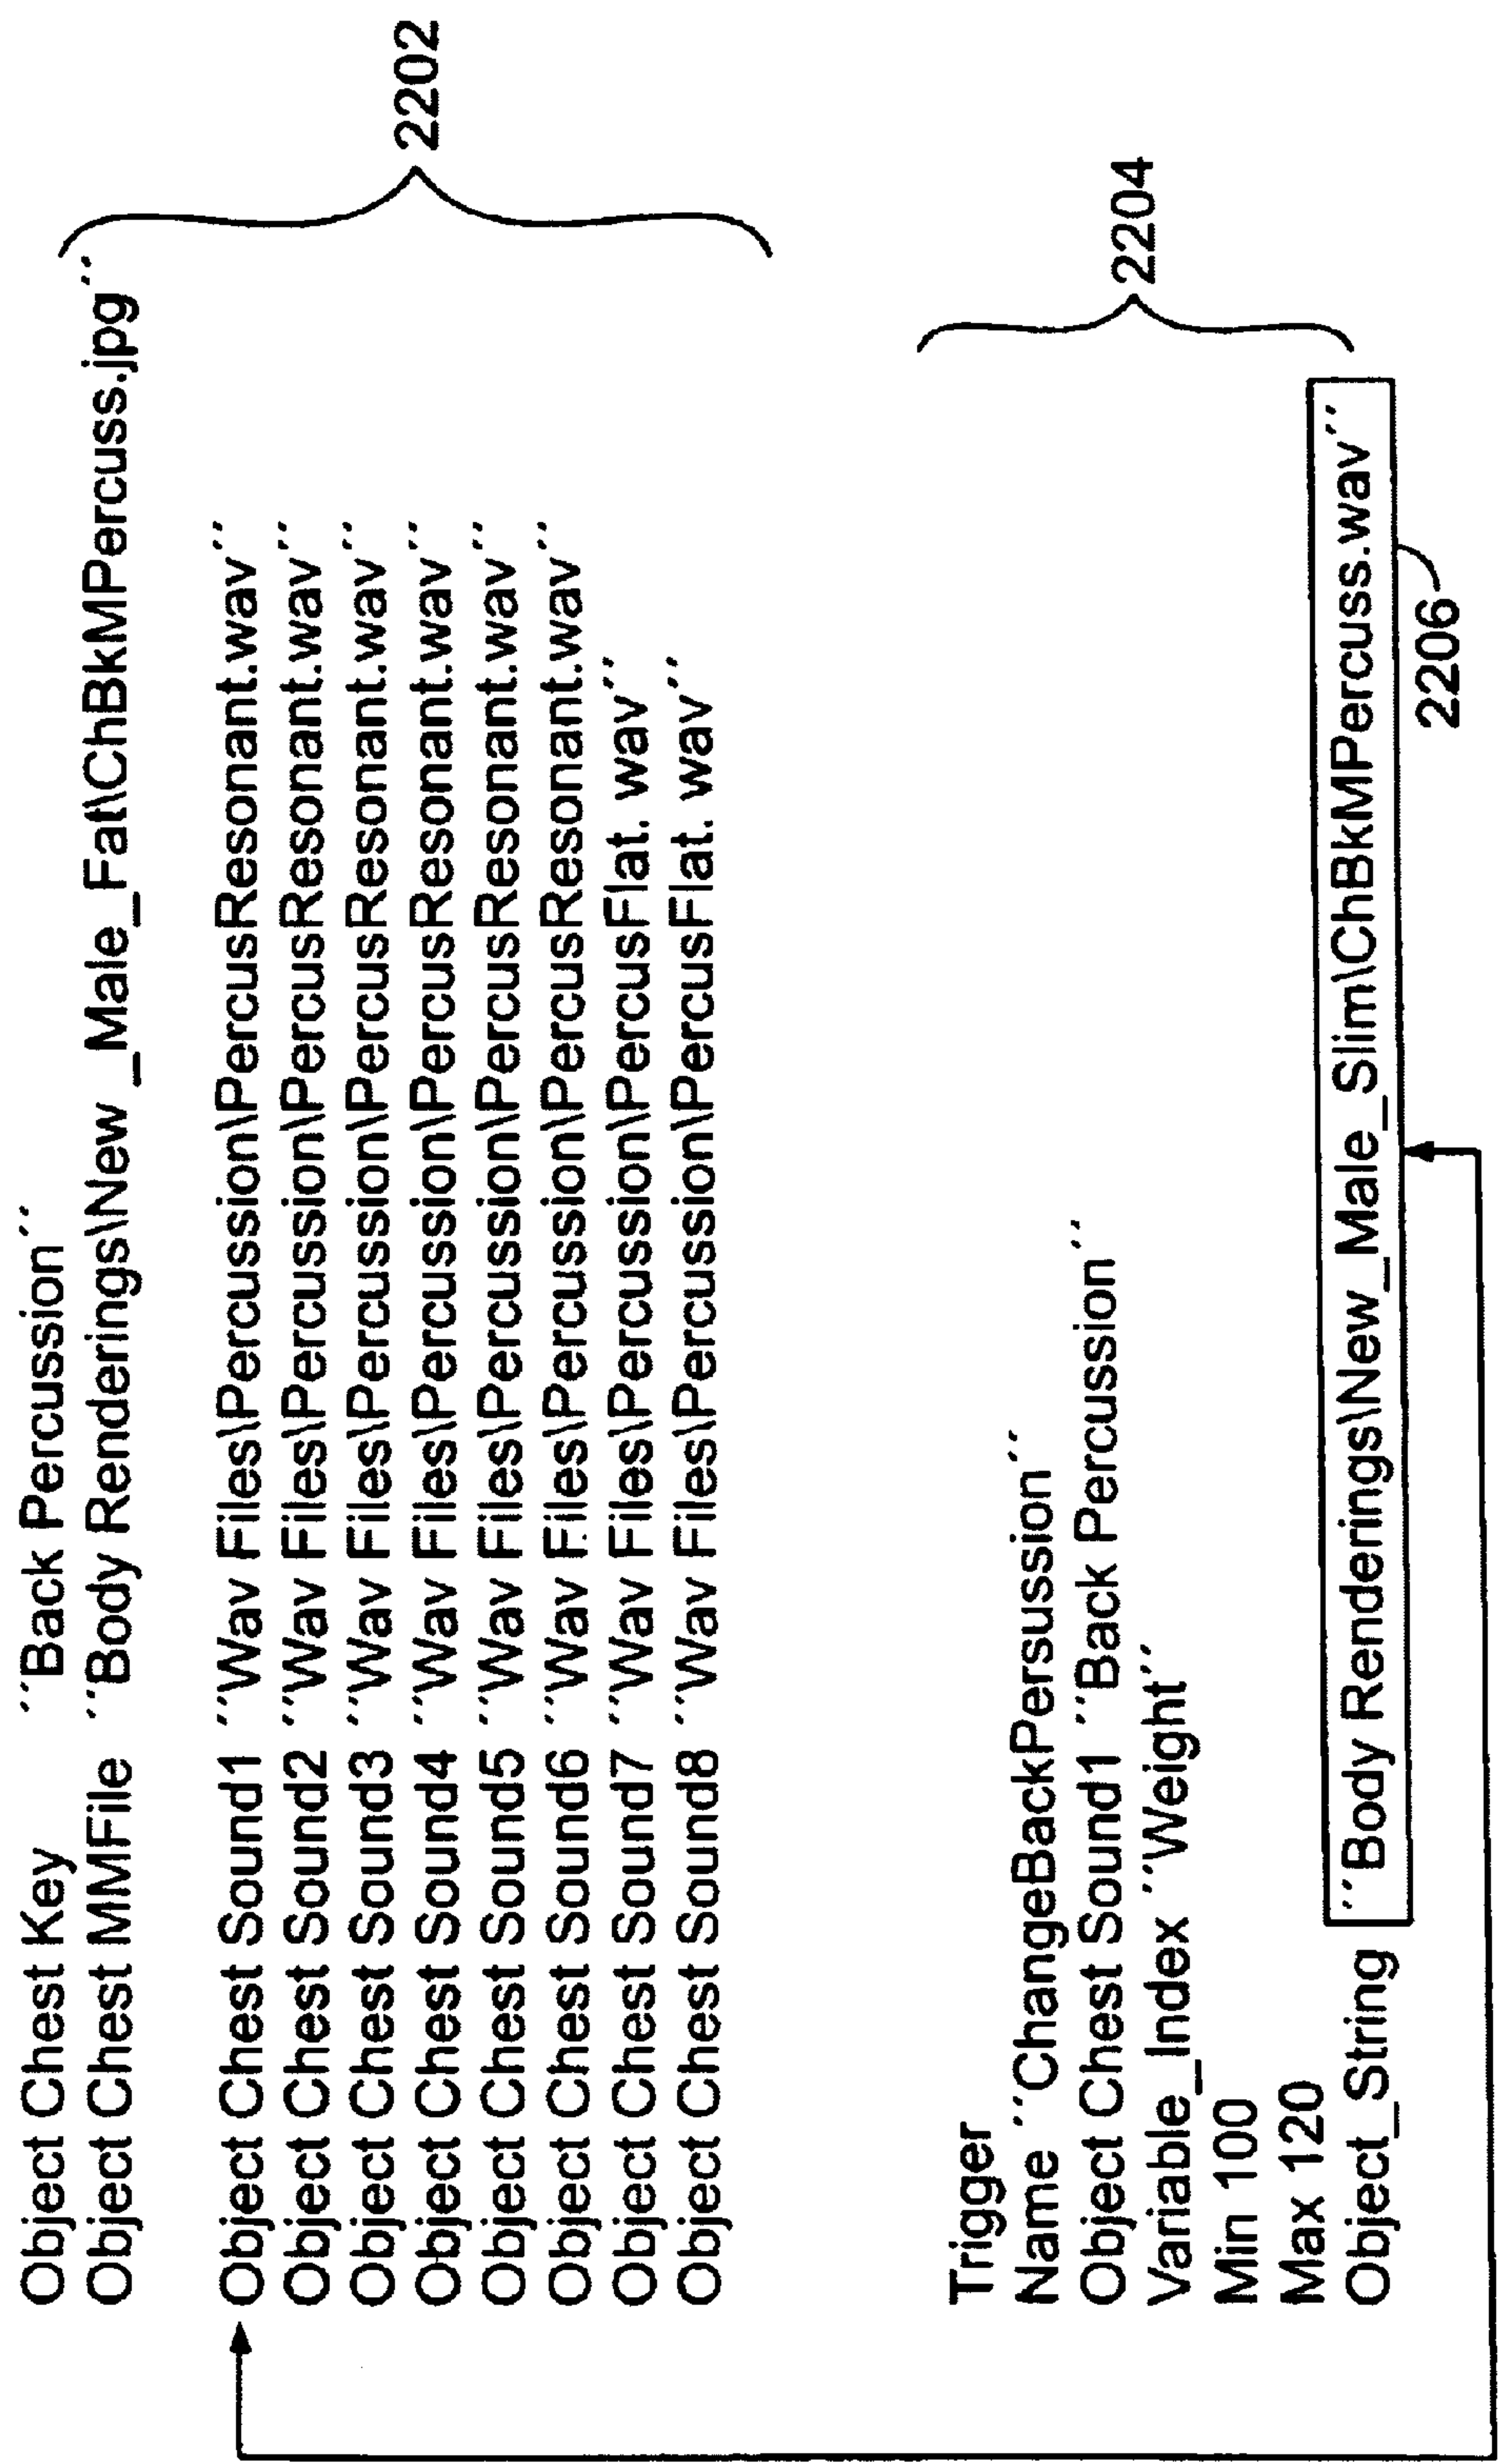 Object Chest Key ´´Back Percussion´´
Object Chest MMFile ´´Body Renderings\New_Male_Fat\ChBkMPercuss.jpg´´
Object Chest Sound1 ´´Wav Files\Percussion\PercusResonant.wav´´
Object Chest Sound2 ´´Wav Files\Percussion\PercusResonant.wav´´
Object Chest Sound3 ´´Wav Files\Percussion\PercusResonant.wav´´
Object Chest Sound4 ´´Wav Files\Percussion\PercusResonant.wav´´
Object Chest Sound5 ´´Wav Files\Percussion\PercusResonant.wav´´
Object Chest Sound6 ´´Wav Files\Percussion\PercusResonant.wav´´
Object Chest Sound7 ´´Wav Files\Percussion\PercusFlat. wav´´
Object Chest Sound8 ´´Wav Files\Percussion\PercusFlat. wav´´
2202
Trigger
Name ´´ChangeBackPersussion´´
Object Chest Sound1 ´´Back Percussion´´
Variable_Index ´´Weight´´
Min 100
Max 120
Object_String ´´Body Renderings\New_Male_Slim\ChBkMPercuss.wav´´
2204
2206